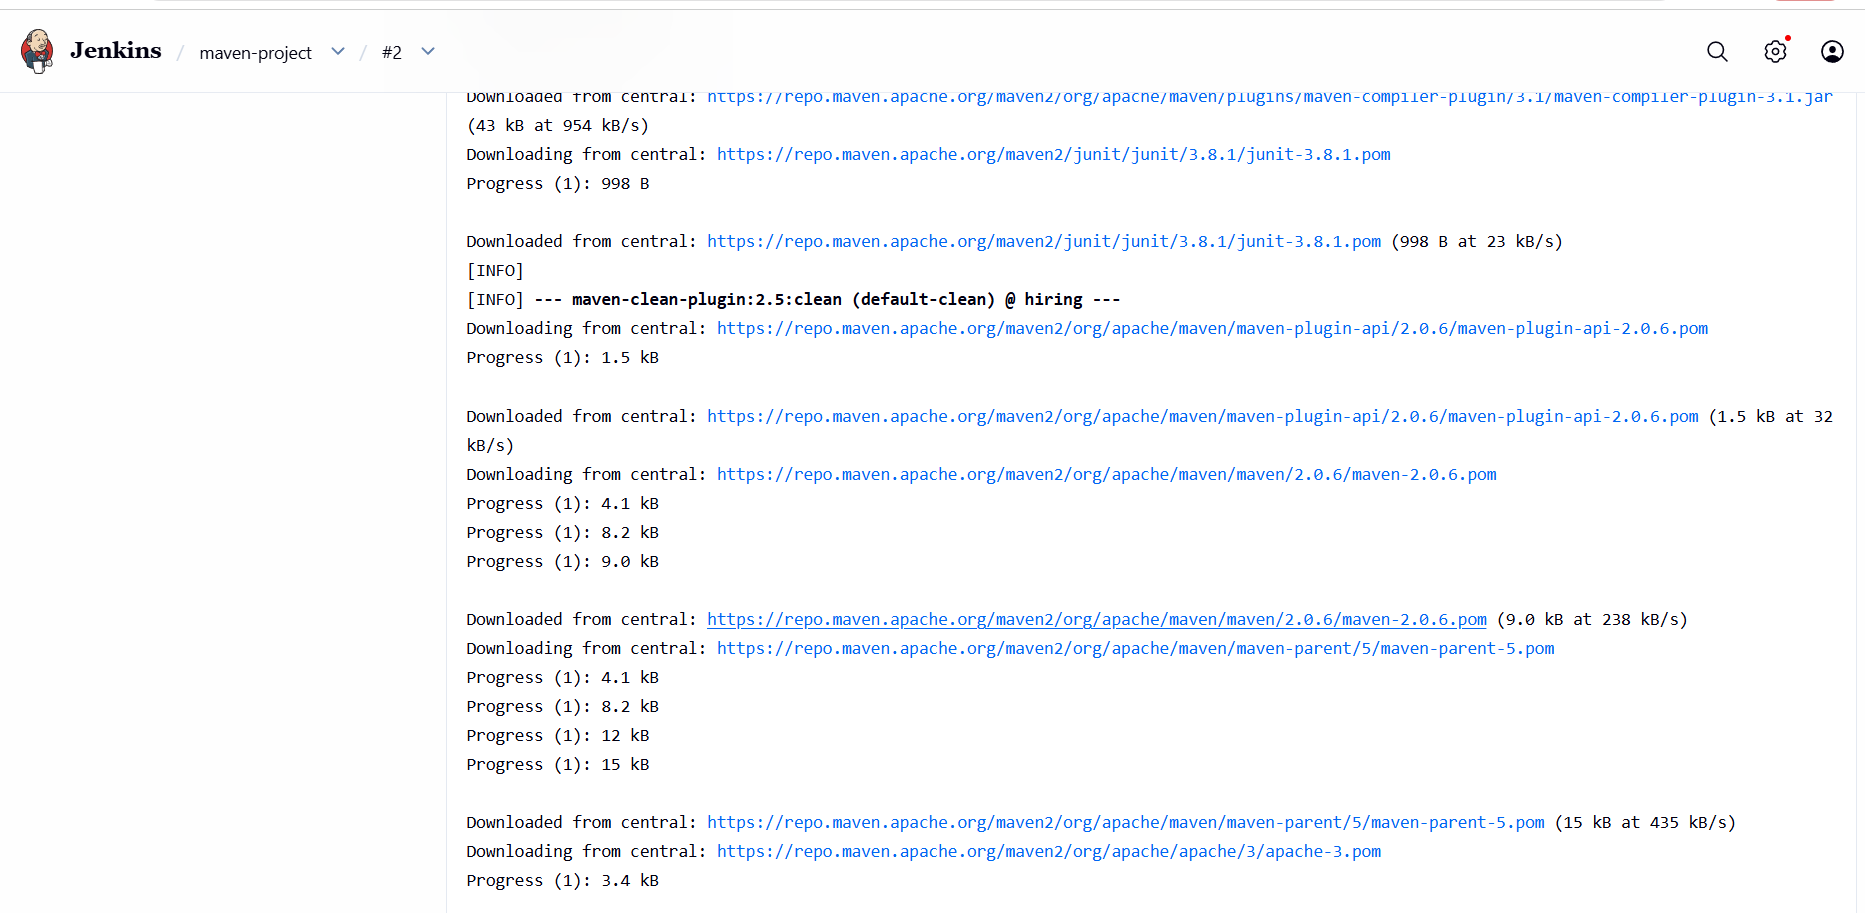 Jenkins / maven-project / #2
Downloaded from central: https://repo.maven.apache.org/maven2/org/apache/maven/plugins/maven-compiler-plugin/3.1/maven-compiler-plugin-3.1.jar
(43 kB at 954 kB/s)
Downloading from central: https://repo.maven.apache.org/maven2/junit/junit/3.8.1/junit-3.8.1.pom
Progress (1): 998 B
Downloaded from central: https://repo.maven.apache.org/maven2/junit/junit/3.8.1/junit-3.8.1.pom (998 B at 23 kB/s)
[INFO]
[INFO] --- maven-clean-plugin:2.5:clean (default-clean) @ hiring ---
Downloading from central: https://repo.maven.apache.org/maven2/org/apache/maven/maven-plugin-api/2.0.6/maven-plugin-api-2.0.6.pom
Progress (1): 1.5 kB
Downloaded from central: https://repo.maven.apache.org/maven2/org/apache/maven/maven-plugin-api/2.0.6/maven-plugin-api-2.0.6.pom (1.5 kB at 32
kB/s)
Downloading from central: https://repo.maven.apache.org/maven2/org/apache/maven/maven/2.0.6/maven-2.0.6.pom
Progress (1): 4.1 kB
Progress (1): 8.2 kB
Progress (1): 9.0 kB
Downloaded from central: https://repo.maven.apache.org/maven2/org/apache/maven/maven/2.0.6/maven-2.0.6.pom (9.0 kB at 238 kB/s)
Downloading from central: https://repo.maven.apache.org/maven2/org/apache/maven/maven-parent/5/maven-parent-5.pom
Progress (1): 4.1 kB
Progress (1): 8.2 kB
Progress (1): 12 kB
Progress (1): 15 kB
Downloaded from central: https://repo.maven.apache.org/maven2/org/apache/maven/maven-parent/5/maven-parent-5.pom (15 kB at 435 kB/s)
Downloading from central: https://repo.maven.apache.org/maven2/org/apache/apache/3/apache-3.pom
Progress (1): 3.4 kB